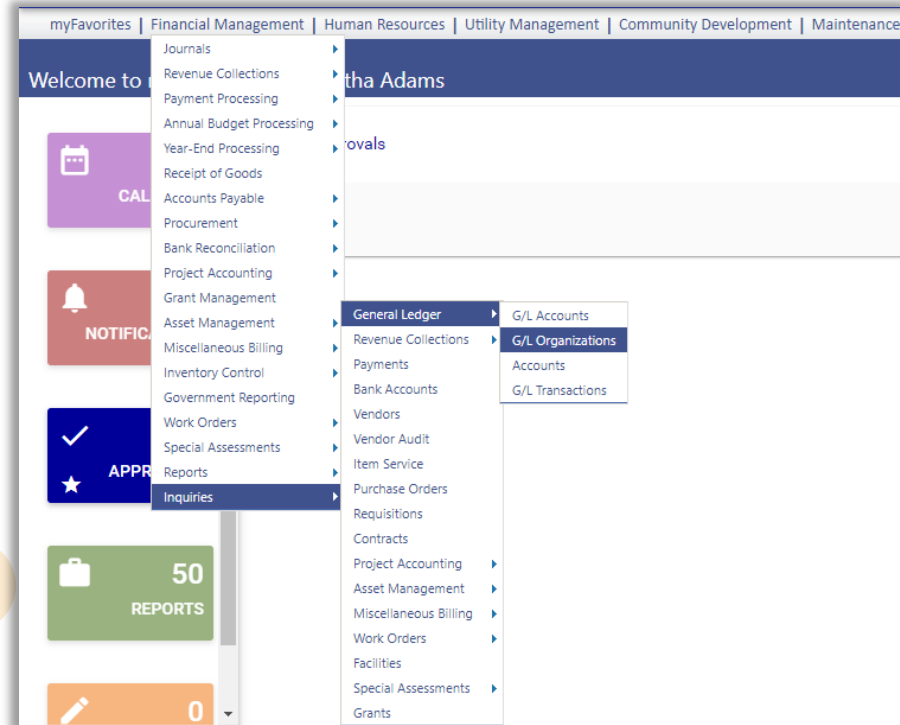 myFavorites | Financial Management | Human Resources | Utility Management | Community Development | Maintenance
Welcome to
tha Adams
rovals
Journals
Revenue Collections
Payment Processing
Annual Budget Processing
Year-End Processing
Receipt of Goods
Accounts Payable
Procurement
Bank Reconciliation
Project Accounting
Grant Management
Asset Management
Miscellaneous Billing
Inventory Control
Government Reporting
Work Orders
Special Assessments
Reports
Inquiries
General Ledger
Revenue Collections
Payments
Bank Accounts
Vendors
Vendor Audit
Item Service
Purchase Orders
Requisitions
Contracts
Project Accounting
Asset Management
Miscellaneous Billing
Work Orders
Facilities
Special Assessments
Grants
G/L Accounts
G/L Organizations
Accounts
G/L Transactions
CAL
NOTIFIC
APPR
50
REPORTS
0